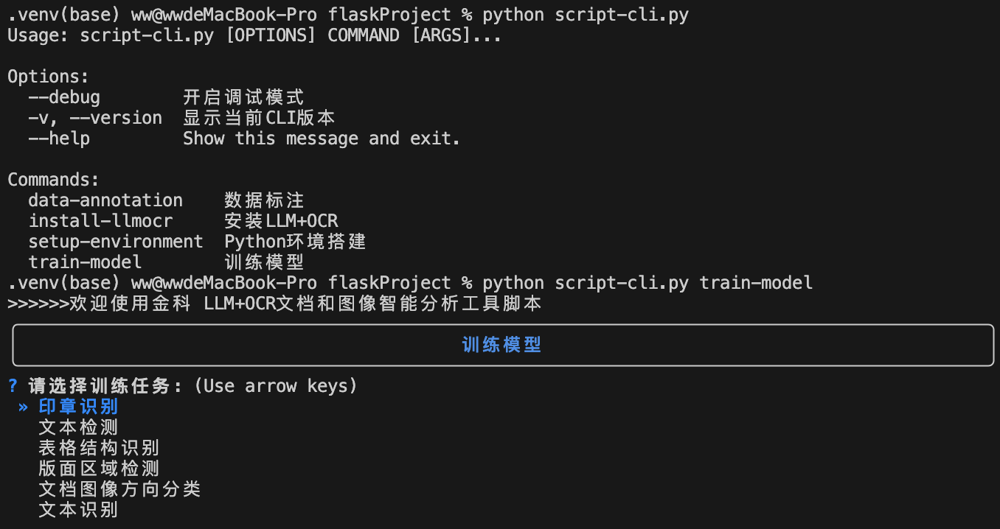 .venv(base) ww@wwdeMacBook-Pro flaskProject % python script-cli.py
Usage: script-cli.py [OPTIONS] COMMAND [ARGS]...
Options:
--debug 开启调试模式
-v, --version 显示当前CLI版本
--help Show this message and exit.
Commands:
data-annotation 数据标注
install-llmocr 安装LLM+OCR
setup-environment Python环境搭建
train-model 训练模型
.venv(base) ww@wwdeMacBook-Pro flaskProject % python script-cli.py train-model
>>>>>>欢迎使用金科 LLM+OCR文档和图像智能分析工具脚本
训练模型
? 请选择训练任务: (Use arrow keys)
» 印章识别
文本检测
表格结构识别
版面区域检测
文档图像方向分类
文本识别